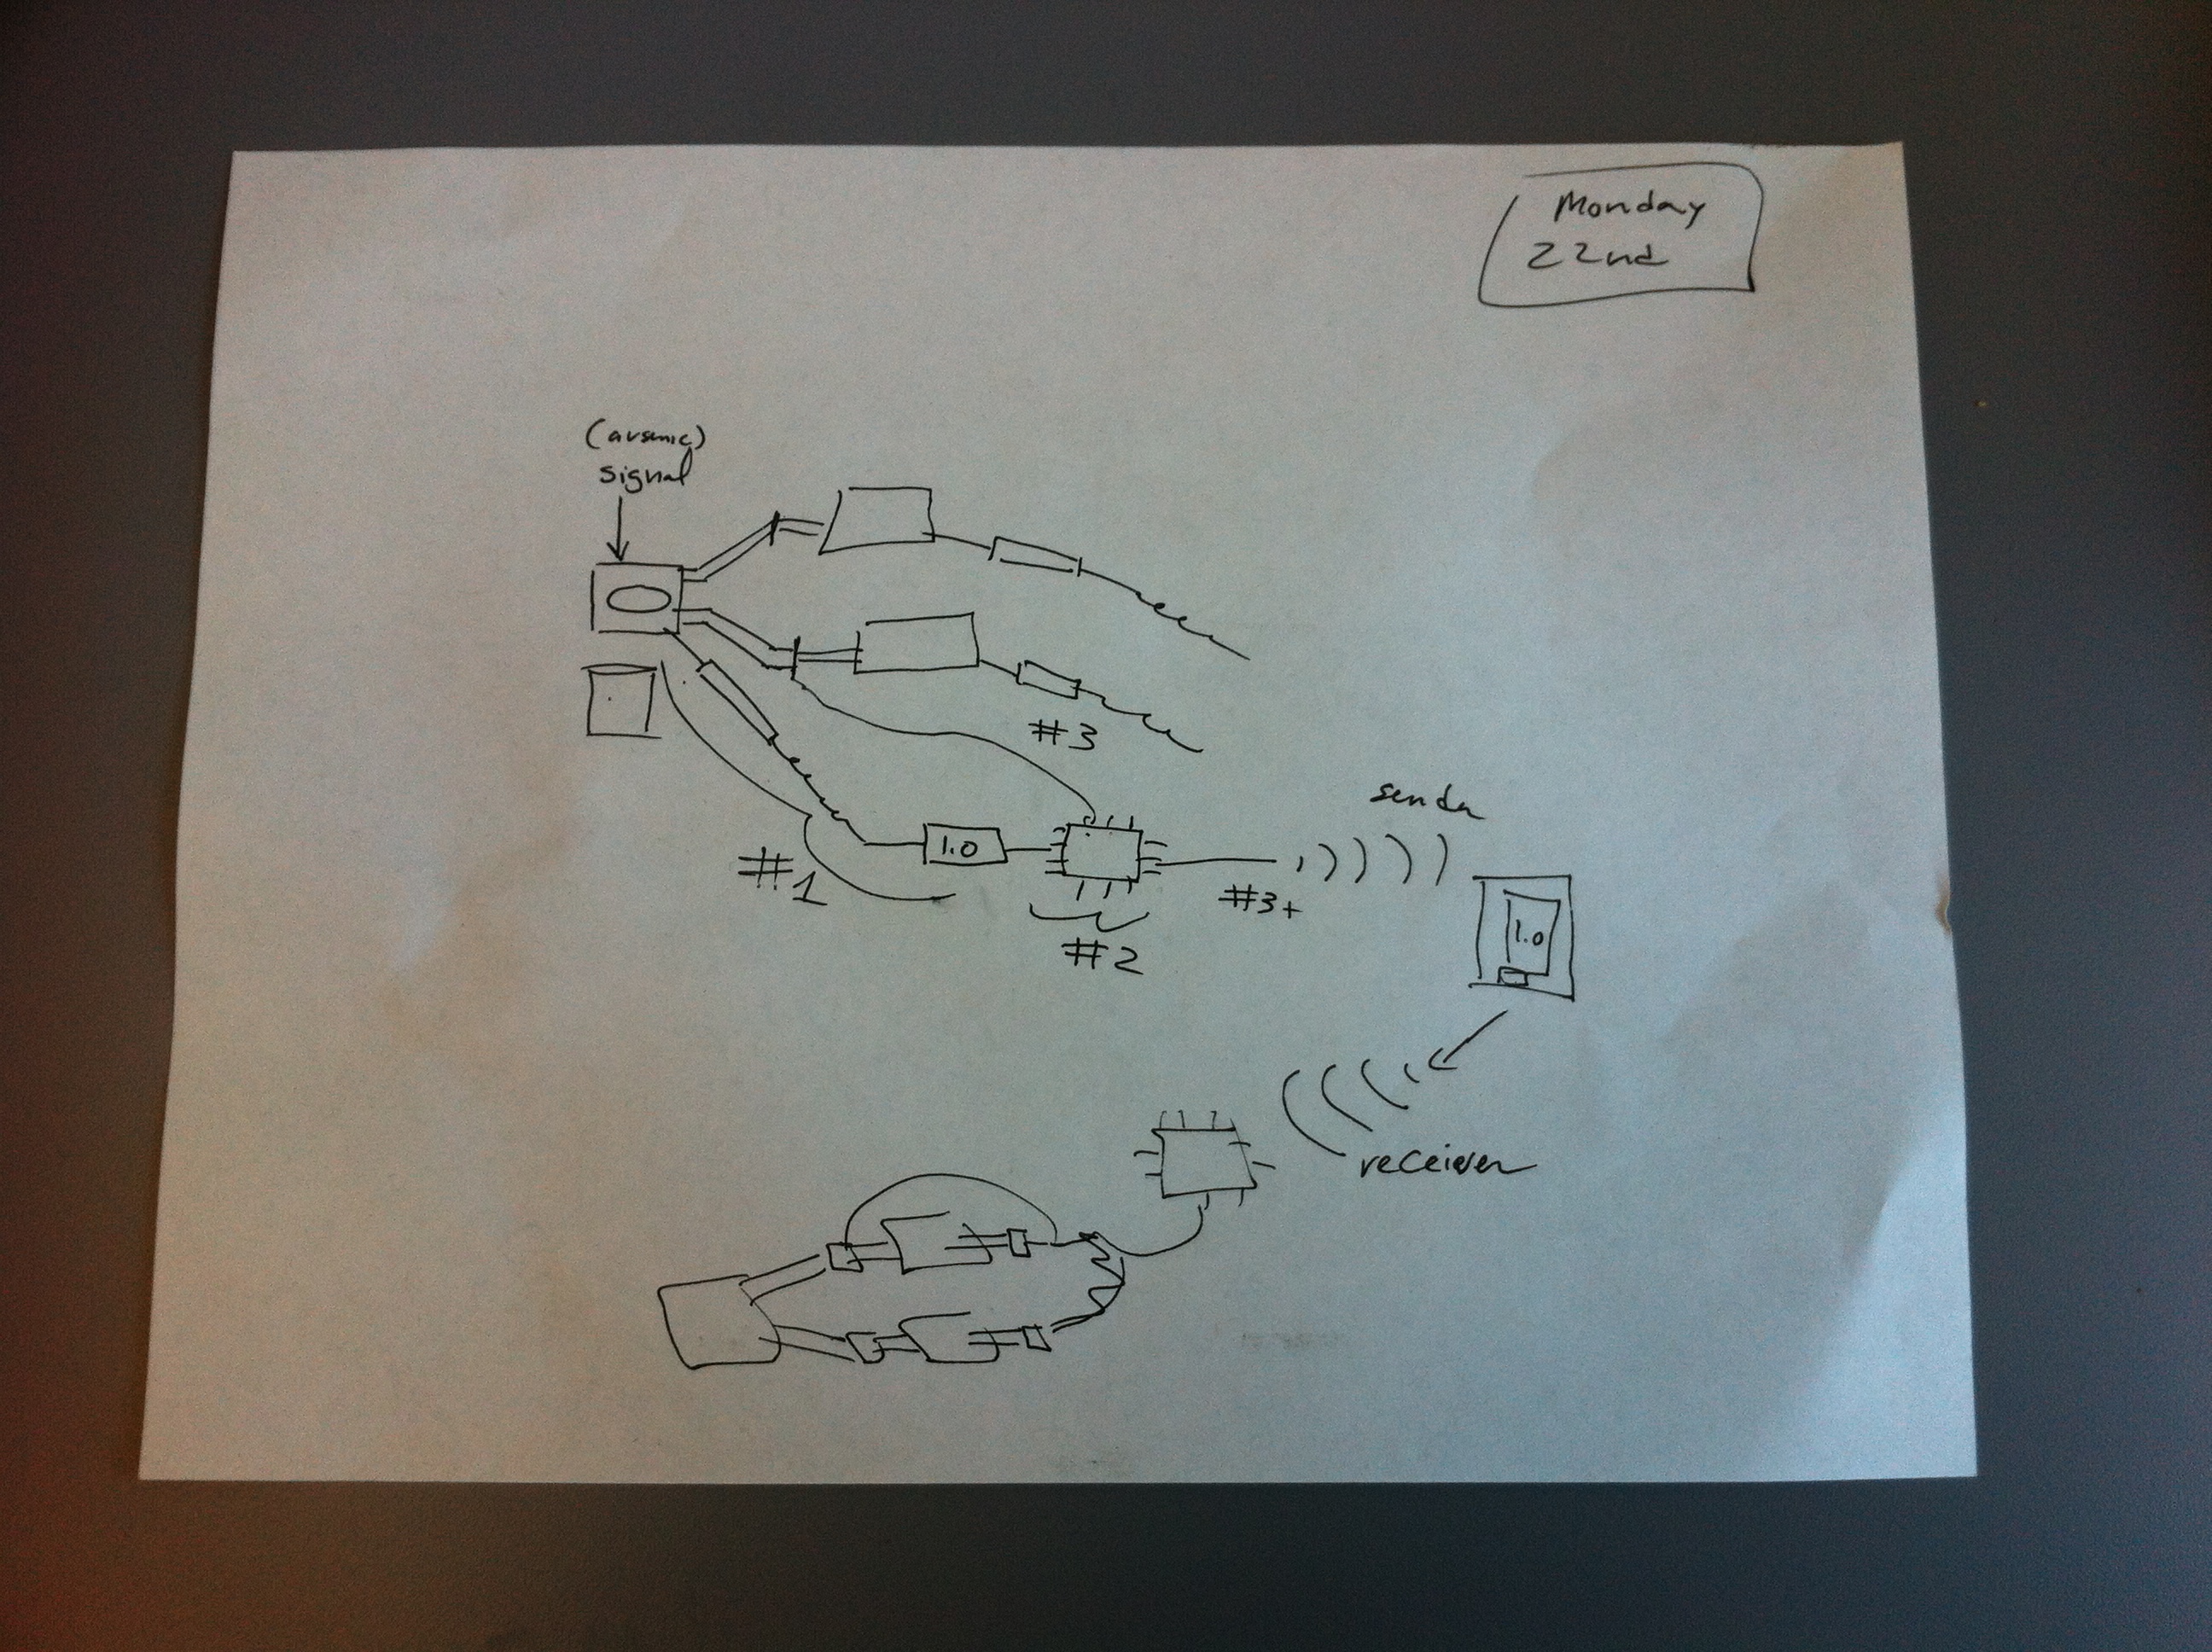 Monday
22nd
(arsenic)
signal
#3
sender
1.0
#1
#3+
#2
1.0
receiver